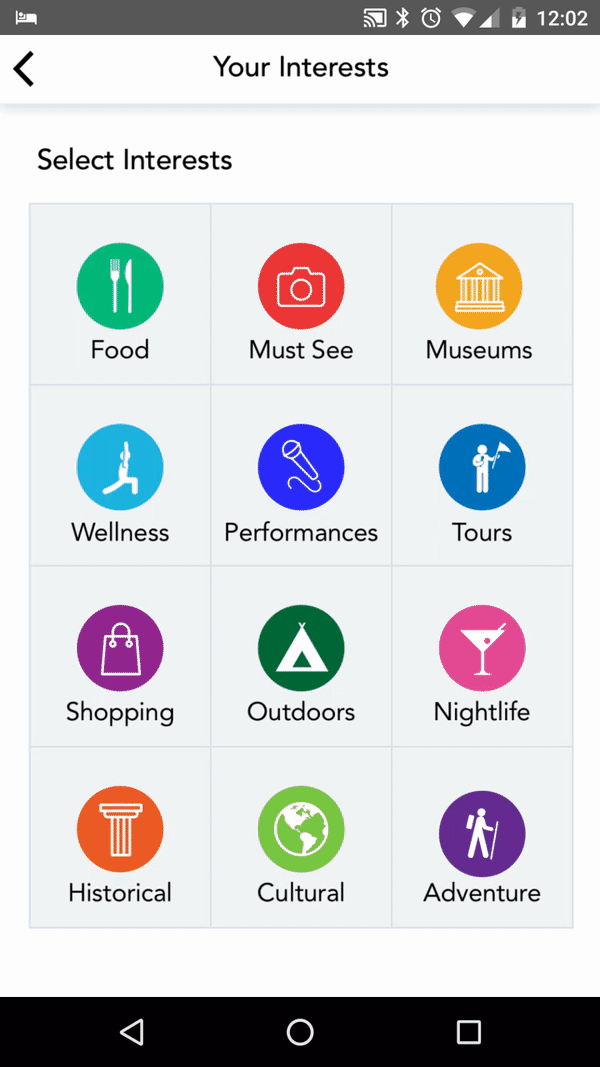 12:02
Your Interests
Select Interests
Food Must See Museums
Wellness Performances Tours
Shopping Outdoors Nightlife
Historical Cultural Adventure